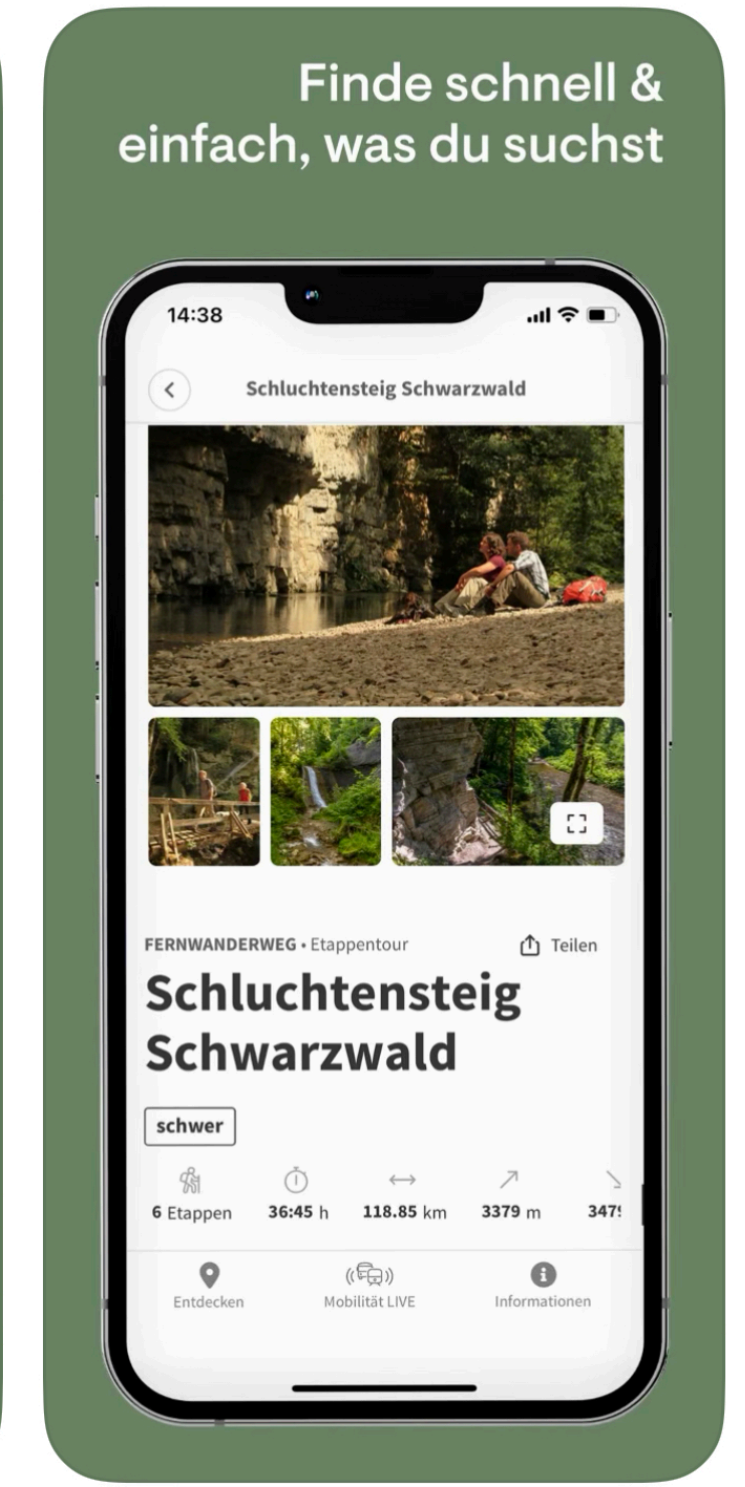 Finde schnell &
einfach, was du suchst
14:38
Schluchtensteig Schwarzwald
FERNWANDERWEG • Etappentour
Teilen
Schluchtensteig
Schwarzwald
schwer
6 Etappen 36:45 h 118.85 km 3379 m
Entdecken Mobilität LIVE Informationen